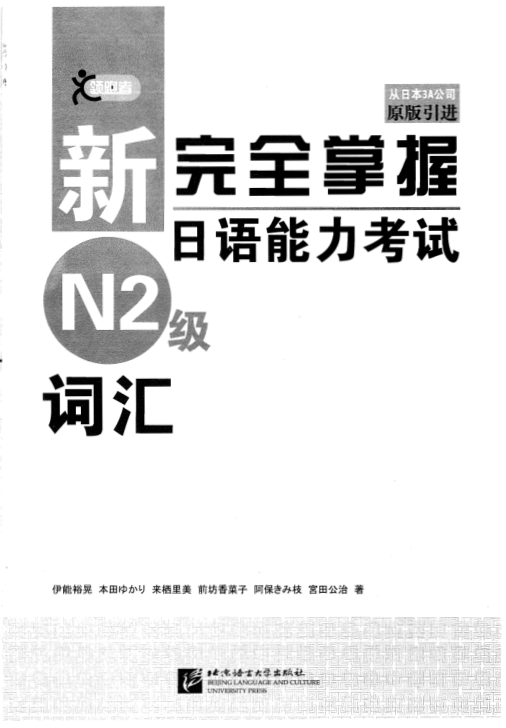 领跑者
从日本3A公司
原版引进
新
完全掌握
日语能力考试
N2级
词汇
伊能裕晃 本田ゆかり 来栖里美 前坊香菜子 阿保きみ枝 宮田公治 著
北京语言大学出版社
BEIJING LANGUAGE AND CULTURE
UNIVERSITY PRESS